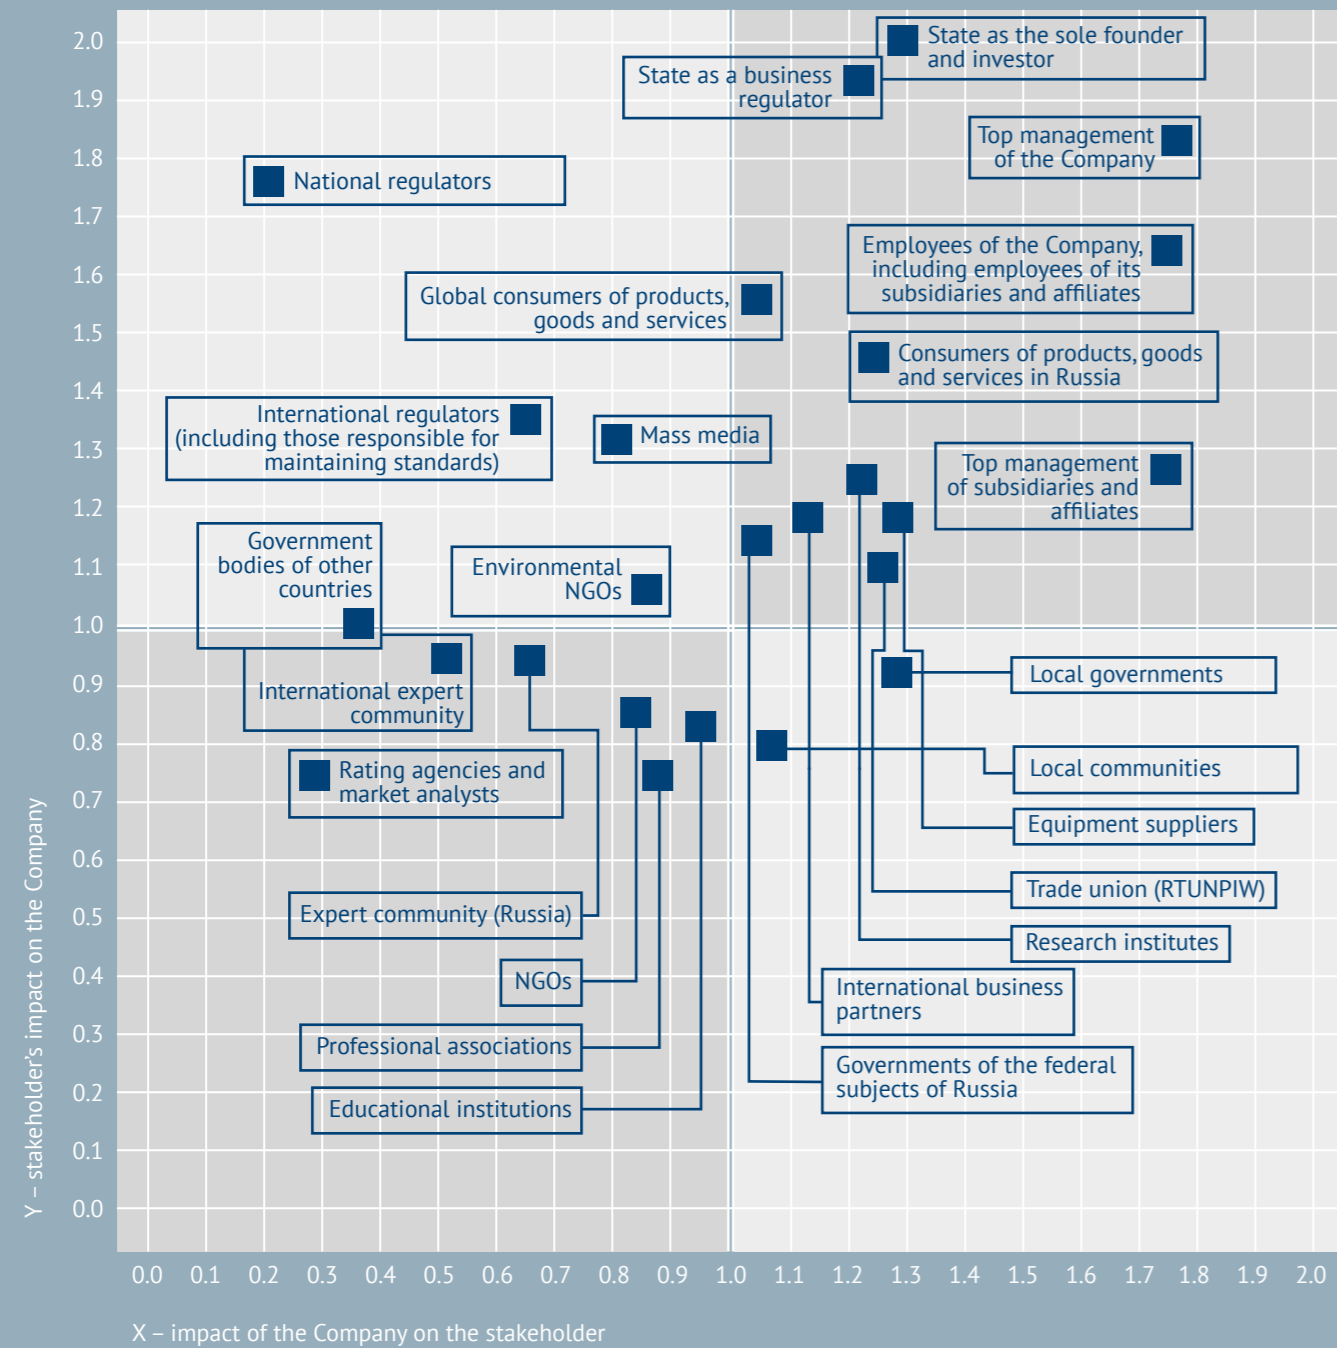 2.0
1.9
1.8
1.7
1.6
1.5
1.4
1.3
1.2
1.1
1.0
0.9
0.8
0.7
0.6
0.5
0.4
0.3
0.2
0.1
0.0
Y – stakeholder's impact on the Company
State as the sole founder
and investor
State as a business
regulator
Top management
of the Company
National regulators
Employees of the Company,
including employees of its
subsidiaries and affiliates
Global consumers of products,
goods and services
Consumers of products, goods
and services in Russia
International regulators
(including those responsible for
maintaining standards)
Mass media
Top management
of subsidiaries and
affiliates
Government
bodies of other
countries
Environmental
NGOs
International expert
community
Local governments
Rating agencies and
market analysts
Local communities
Equipment suppliers
Trade union (RTUNPIW)
Expert community (Russia)
Research institutes
NGOs
International business
partners
Professional associations
Governments of the federal
subjects of Russia
Educational institutions
0.0 0.1 0.2 0.3 0.4 0.5 0.6 0.7 0.8 0.9 1.0 1.1 1.2 1.3 1.4 1.5 1.6 1.7 1.8 1.9 2.0
X – impact of the Company on the stakeholder